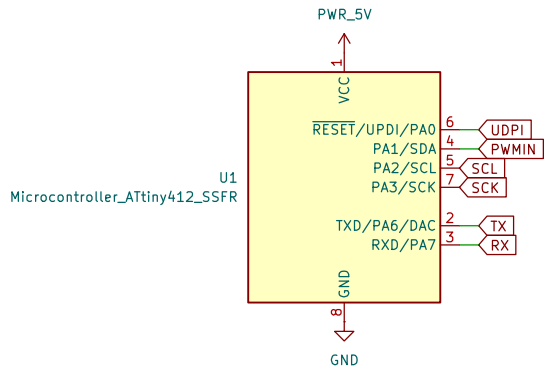 PWR_5V
1
VCC
RESET/UPDI/PA0 6 UDPI
PA1/SDA 4 PWMIN
PA2/SCL 5 SCL
U1
PA3/SCK 7 SCK
Microcontroller_ATtiny412_SSFR
TXD/PA6/DAC 2 TX
RXD/PA7 3 RX
GND
8
GND